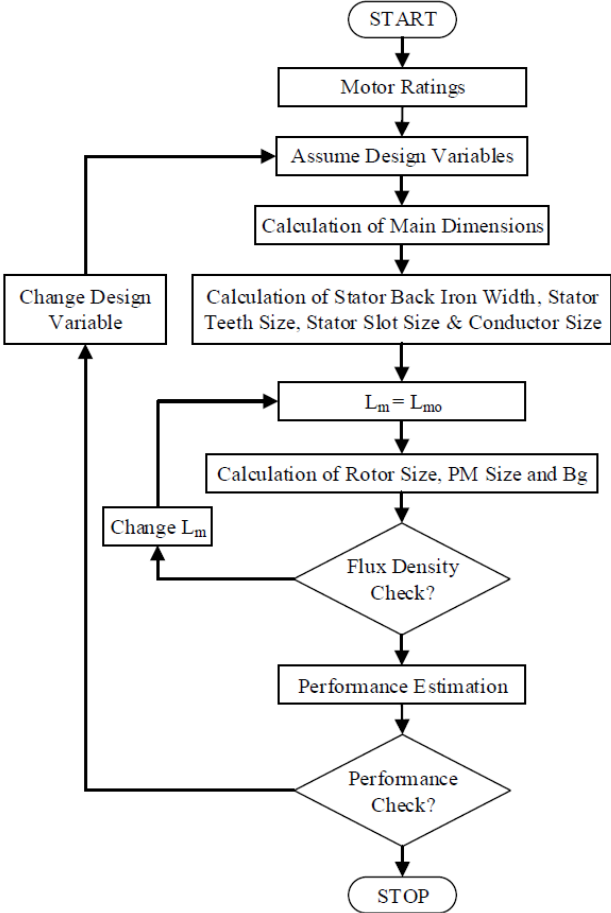 START
Motor Ratings
Assume Design Variables
Calculation of Main Dimensions
Change Design
Variable
Calculation of Stator Back Iron Width, Stator
Teeth Size, Stator Slot Size & Conductor Size
Lm = Lmo
Calculation of Rotor Size, PM Size and Bg
Change Lm
Flux Density
Check?
Performance Estimation
Performance
Check?
STOP